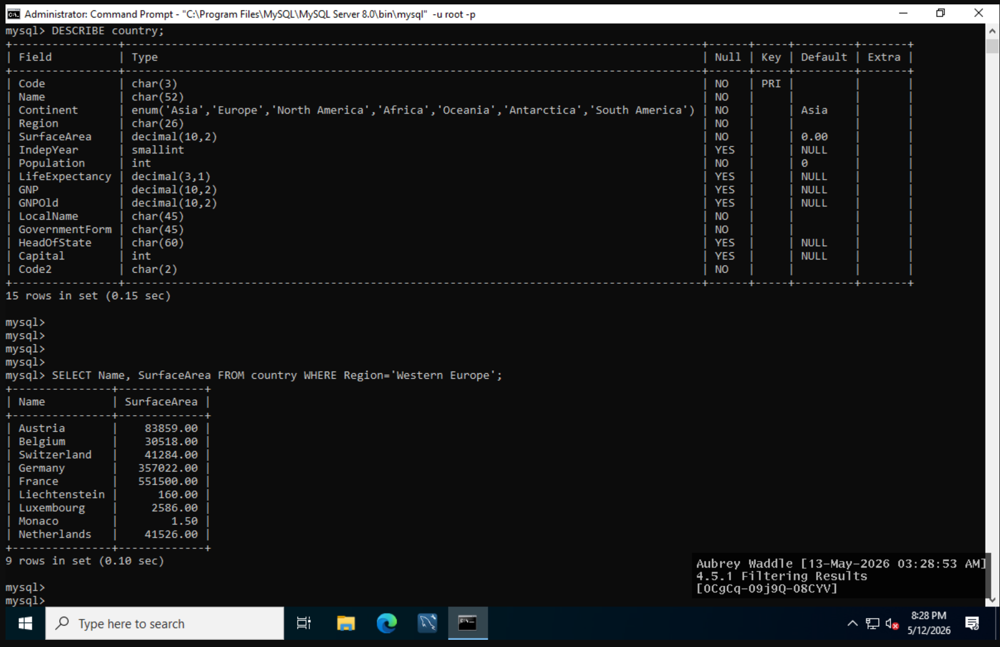 Administrator: Command Prompt - "C:\Program Files\MySQL\MySQL Server 8.0\bin\mysql" -u root -p
mysql> DESCRIBE country;
+----------------+---------------------------------------------------------------------------------------+------+-----+---------+-------+
| Field          | Type                                                                                  | Null | Key | Default | Extra |
+----------------+---------------------------------------------------------------------------------------+------+-----+---------+-------+
| Code           | char(3)                                                                               | NO   | PRI |         |       |
| Name           | char(52)                                                                              | NO   |     |         |       |
| Continent      | enum('Asia','Europe','North America','Africa','Oceania','Antarctica','South America') | NO   |     | Asia    |       |
| Region         | char(26)                                                                              | NO   |     |         |       |
| SurfaceArea    | decimal(10,2)                                                                         | NO   |     | 0.00    |       |
| IndepYear      | smallint                                                                              | YES  |     | NULL    |       |
| Population     | int                                                                                   | NO   |     | 0       |       |
| LifeExpectancy | decimal(3,1)                                                                          | YES  |     | NULL    |       |
| GNP            | decimal(10,2)                                                                         | YES  |     | NULL    |       |
| GNPOld         | decimal(10,2)                                                                         | YES  |     | NULL    |       |
| LocalName      | char(45)                                                                              | NO   |     |         |       |
| GovernmentForm | char(45)                                                                              | NO   |     |         |       |
| HeadOfState    | char(60)                                                                              | YES  |     | NULL    |       |
| Capital        | int                                                                                   | YES  |     | NULL    |       |
| Code2          | char(2)                                                                               | NO   |     |         |       |
+----------------+---------------------------------------------------------------------------------------+------+-----+---------+-------+
15 rows in set (0.15 sec)
mysql>
mysql>
mysql>
mysql>
mysql> SELECT Name, SurfaceArea FROM country WHERE Region='Western Europe';
+---------------+-------------+
| Name          | SurfaceArea |
+---------------+-------------+
| Austria       |    83859.00 |
| Belgium       |    30518.00 |
| Switzerland   |    41284.00 |
| Germany       |   357022.00 |
| France        |   551500.00 |
| Liechtenstein |      160.00 |
| Luxembourg    |     2586.00 |
| Monaco        |        1.50 |
| Netherlands   |    41526.00 |
+---------------+-------------+
9 rows in set (0.10 sec)
mysql>
mysql>
Aubrey Waddle [13-May-2026 03:28:53 AM]
4.5.1 Filtering Results
[0CgCq-09j9Q-08CYV]
Type here to search
8:28 PM
5/12/2026